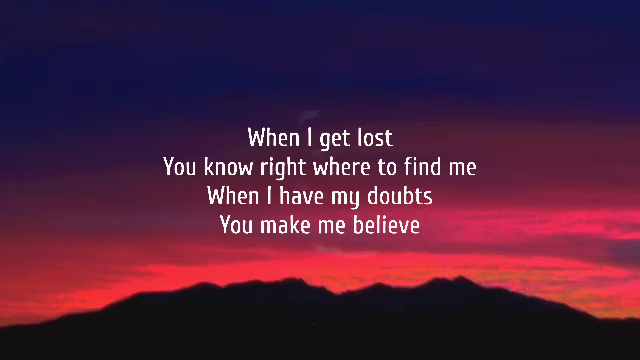 When I get lost
You know right where to find me
When I have my doubts
You make me believe